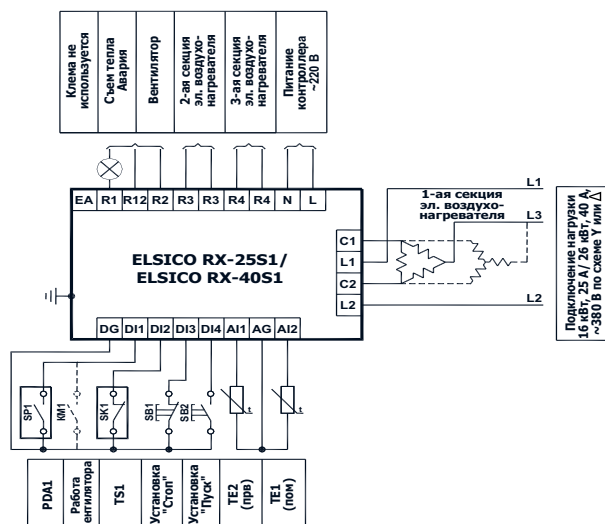 Клема не
используется
Съем тепла
Авария
Вентилятор
2-ая секция
эл. воздухо-
нагревателя
3-ая секция
эл. воздухо-
нагревателя
Питание
контроллера
~220 В
EA R1 R12 R2 R3 R3 R4 R4 N L
ELSICO RX-25S1/
ELSICO RX-40S1
C1
L1
C2
L2
1-ая секция
эл. воздухо-
нагревателя
L1
L3
L2
Подключение нагрузки
16 кВт, 25 А/ 26 кВт, 40 А,
~380 В по схеме Y или △
DG DI1 DI2 DI3 DI4 AI1 AG AI2
SP1
KM1
SK1
SB1
SB2
t
t
PDA1
Работа
вентилятора
TS1
Установка
"Стоп"
Установка
"Пуск"
TE2
(прв)
TE1
(пом)